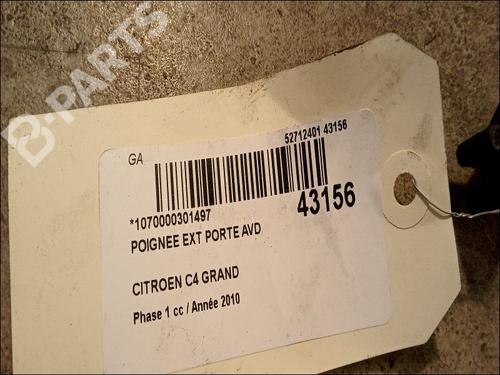 B-PARTS
GA
52712401 43156
43156
*1070000301497
POIGNEE EXT PORTE AVD
CITROEN C4 GRAND
Phase 1 cc / Année 2010